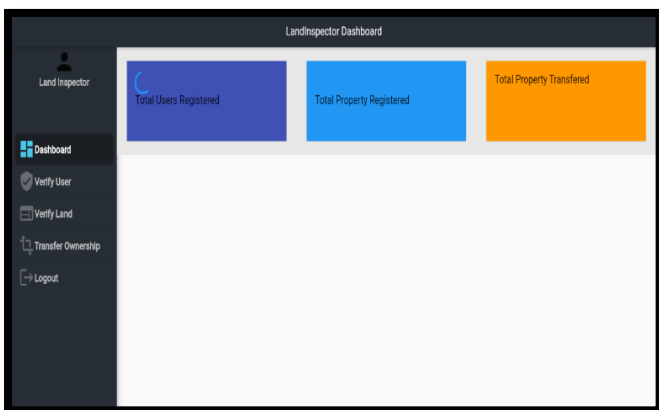 LandInspector Dashboard
Land Inspector
Dashboard
Verify User
Verify Land
Transfer Ownership
Logout
Total Users Registered
Total Property Registered
Total Property Transfered